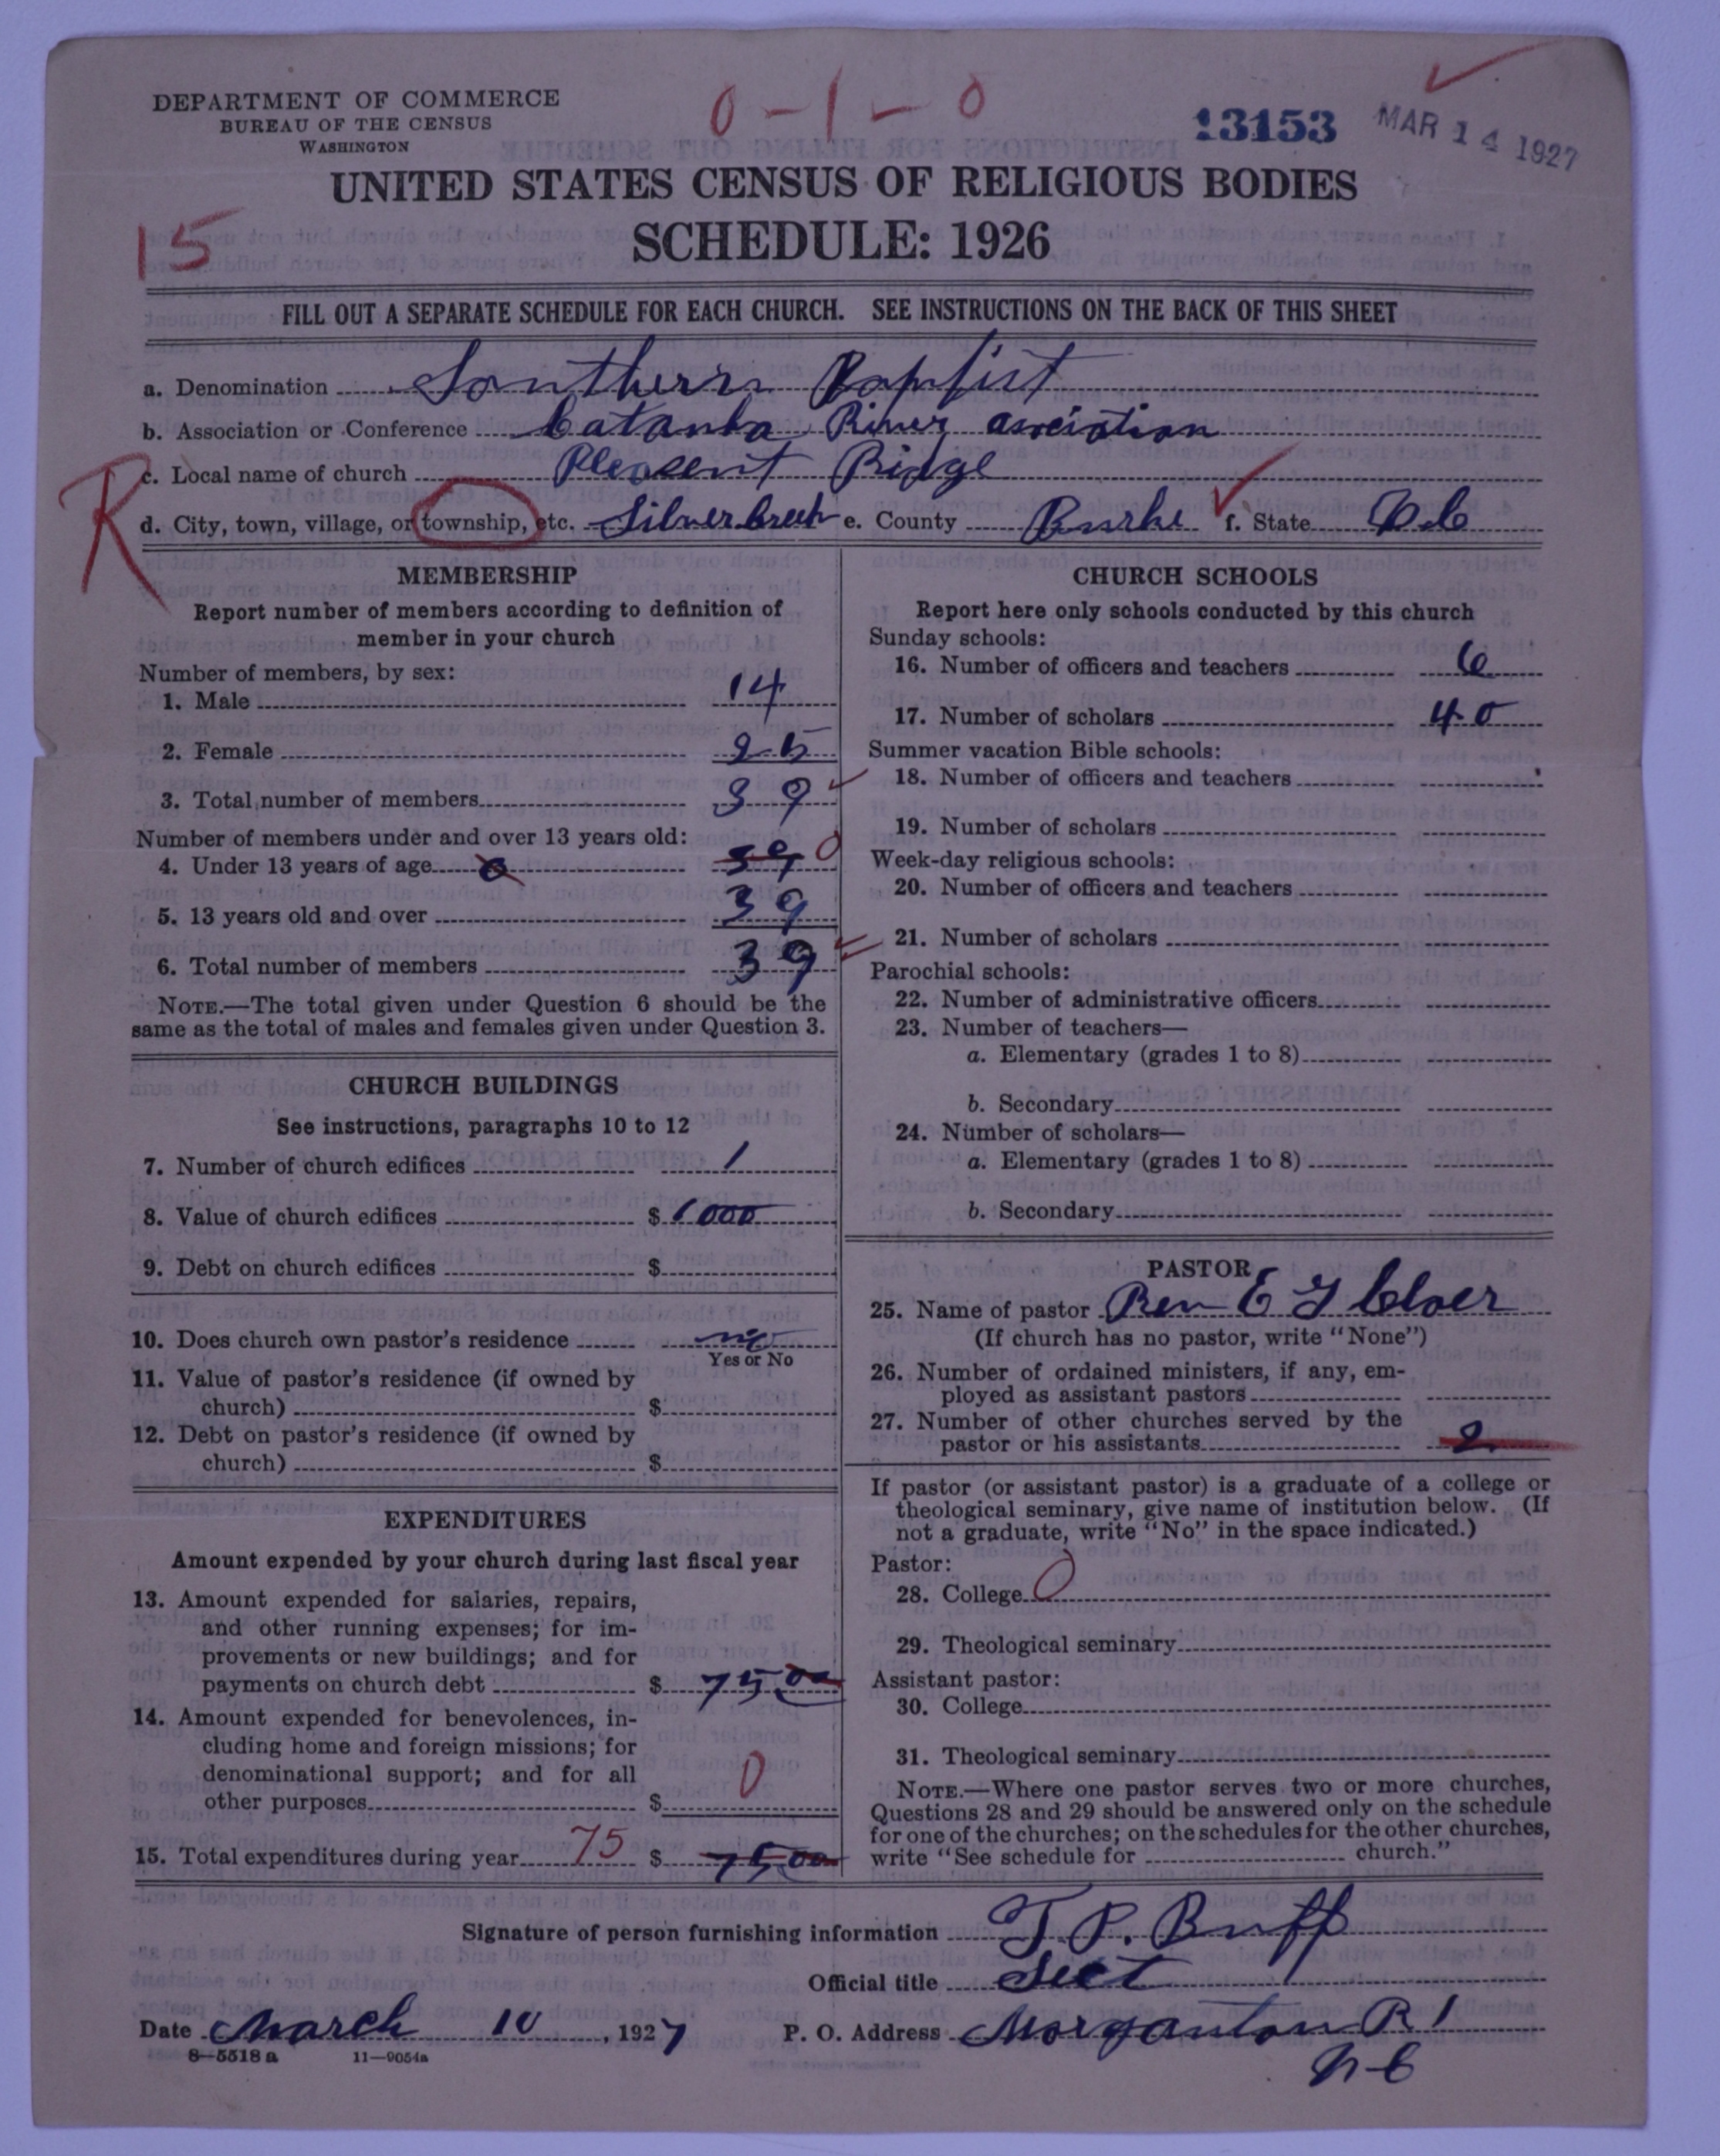 0 - 1 - 0
DEPARTMENT OF COMMERCE
BUREAU OF THE CENSUS
WASHINGTON
13153
MAR 14 1927
UNITED STATES CENSUS OF RELIGIOUS BODIES
SCHEDULE: 1926
15
FILL OUT A SEPARATE SCHEDULE FOR EACH CHURCH. SEE INSTRUCTIONS ON THE BACK OF THIS SHEET
a. Denomination Southern Baptist
b. Association or Conference Catawba River association
c. Local name of church Pleasent Ridge
R
d. City, town, village, or township, etc. Silver Creek e. County Burke f. State N.C.
MEMBERSHIP
Report number of members according to definition of
member in your church
Number of members, by sex:
1. Male 14
2. Female 25
3. Total number of members 39
Number of members under and over 13 years old:
4. Under 13 years of age 0 39 0
5. 13 years old and over 39
6. Total number of members 39
NOTE.—The total given under Question 6 should be the
same as the total of males and females given under Question 3.
CHURCH BUILDINGS
See instructions, paragraphs 10 to 12
7. Number of church edifices 1
8. Value of church edifices $ 1000
9. Debt on church edifices $
10. Does church own pastor's residence no
Yes or No
11. Value of pastor's residence (if owned by
church) $
12. Debt on pastor's residence (if owned by
church) $
EXPENDITURES
Amount expended by your church during last fiscal year
13. Amount expended for salaries, repairs,
and other running expenses; for im-
provements or new buildings; and for
payments on church debt $ 75.00
14. Amount expended for benevolences, in-
cluding home and foreign missions; for
denominational support; and for all
other purposes $ 0
15. Total expenditures during year 75 $ 75.00
CHURCH SCHOOLS
Report here only schools conducted by this church
Sunday schools:
16. Number of officers and teachers 6
17. Number of scholars 40
Summer vacation Bible schools:
18. Number of officers and teachers
19. Number of scholars
Week-day religious schools:
20. Number of officers and teachers
21. Number of scholars
Parochial schools:
22. Number of administrative officers
23. Number of teachers—
a. Elementary (grades 1 to 8)
b. Secondary
24. Number of scholars—
a. Elementary (grades 1 to 8)
b. Secondary
PASTOR
25. Name of pastor Rev E G Cloer
(If church has no pastor, write "None")
26. Number of ordained ministers, if any, em-
ployed as assistant pastors
27. Number of other churches served by the
pastor or his assistants 2
If pastor (or assistant pastor) is a graduate of a college or
theological seminary, give name of institution below. (If
not a graduate, write "No" in the space indicated.)
Pastor:
28. College 0
29. Theological seminary
Assistant pastor:
30. College
31. Theological seminary
NOTE.—Where one pastor serves two or more churches,
Questions 28 and 29 should be answered only on the schedule
for one of the churches; on the schedules for the other churches,
write "See schedule for church."
Signature of person furnishing information T. P. Buff
Official title Sect
Date March 10, 1927 P. O. Address Morganton R 1
N C
8—5518 a 11—9054a